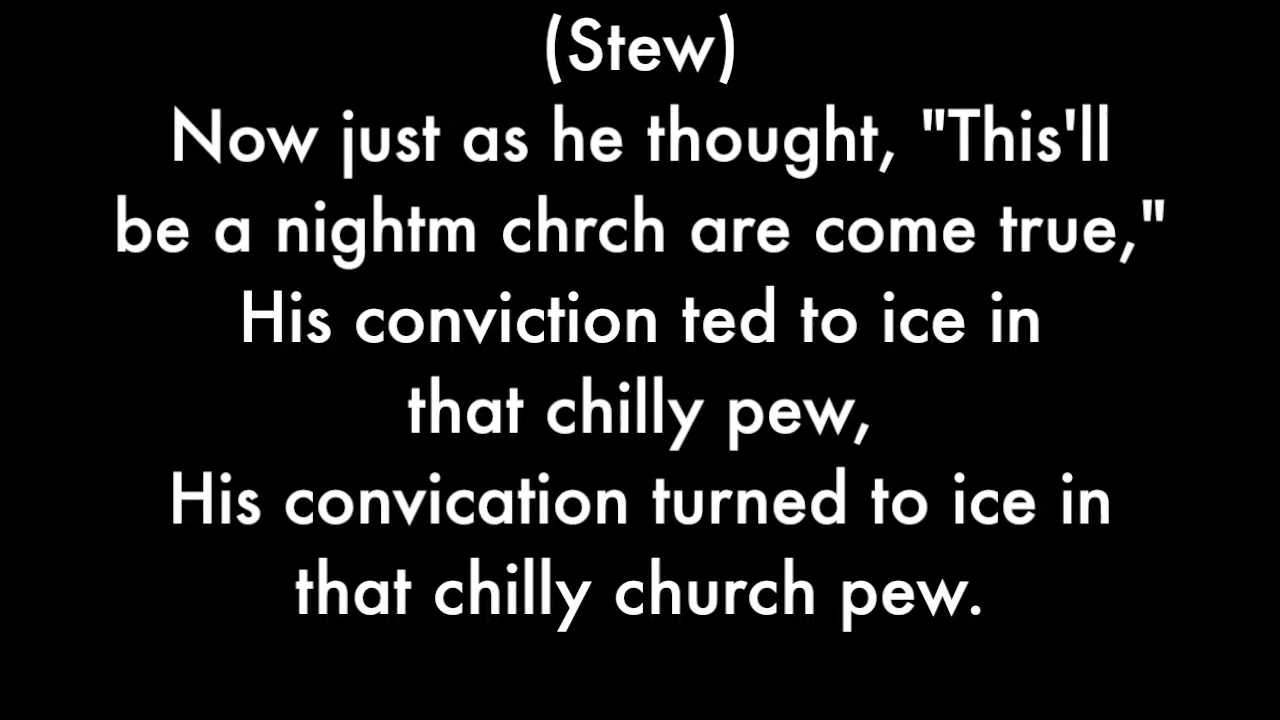 (Stew)
Now just as he thought, "This'll
be a nightm chrch are come true,"
His conviction ted to ice in
that chilly pew,
His convication turned to ice in
that chilly church pew.